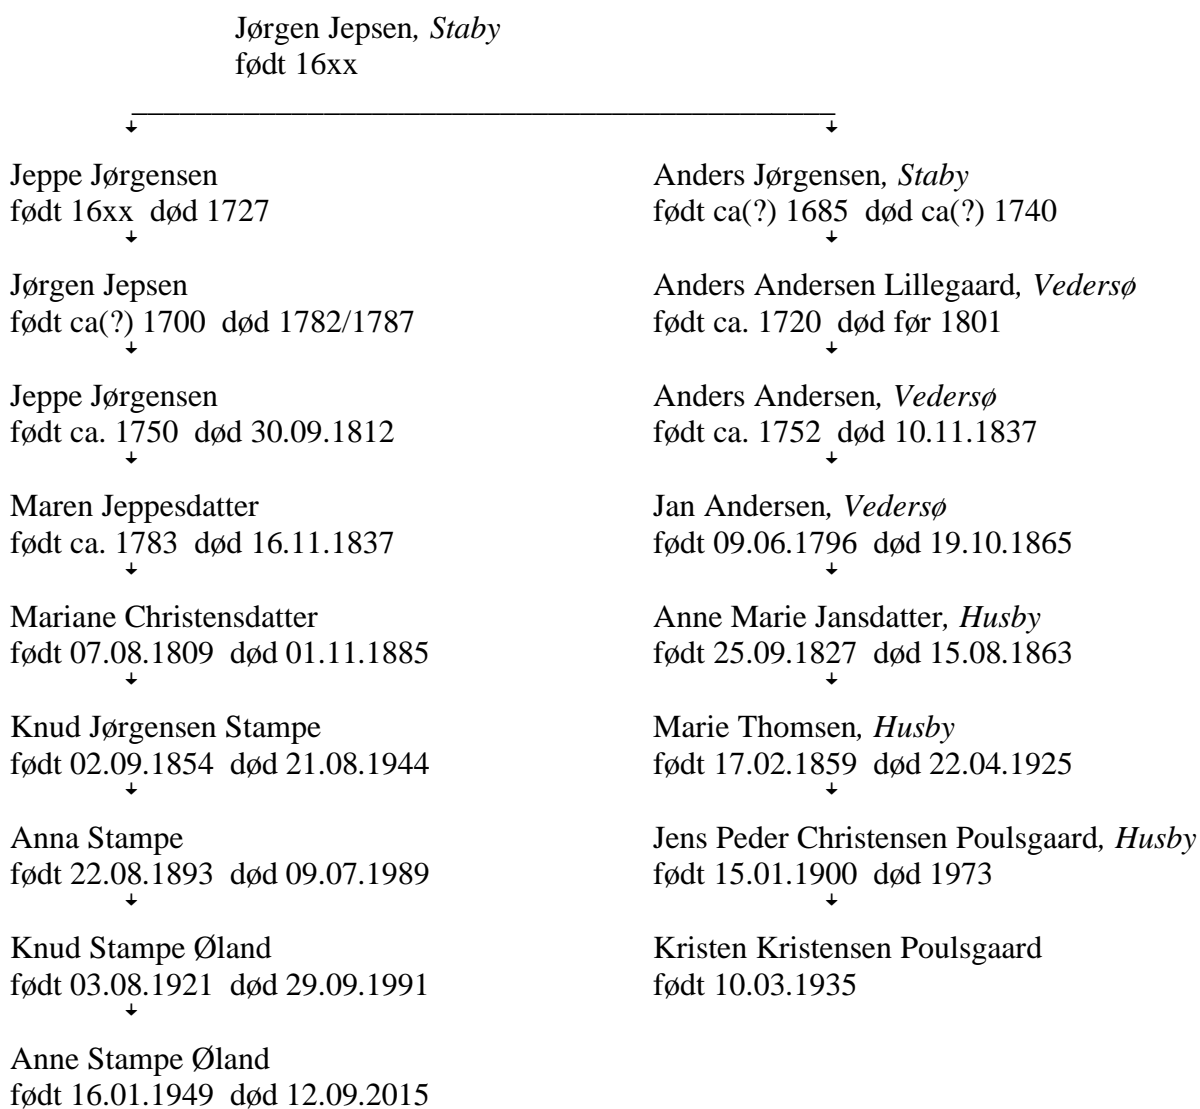 Jørgen Jepsen, Staby
født 16xx
Jeppe Jørgensen
født 16xx død 1727
Jørgen Jepsen
født ca(?) 1700 død 1782/1787
Jeppe Jørgensen
født ca. 1750 død 30.09.1812
Maren Jeppesdatter
født ca. 1783 død 16.11.1837
Mariane Christensdatter
født 07.08.1809 død 01.11.1885
Knud Jørgensen Stampe
født 02.09.1854 død 21.08.1944
Anna Stampe
født 22.08.1893 død 09.07.1989
Knud Stampe Øland
født 03.08.1921 død 29.09.1991
Anne Stampe Øland
født 16.01.1949 død 12.09.2015
Anders Jørgensen, Staby
født ca(?) 1685 død ca(?) 1740
Anders Andersen Lillegaard, Vedersø
født ca. 1720 død før 1801
Anders Andersen, Vedersø
født ca. 1752 død 10.11.1837
Jan Andersen, Vedersø
født 09.06.1796 død 19.10.1865
Anne Marie Jansdatter, Husby
født 25.09.1827 død 15.08.1863
Marie Thomsen, Husby
født 17.02.1859 død 22.04.1925
Jens Peder Christensen Poulsgaard, Husby
født 15.01.1900 død 1973
Kristen Kristensen Poulsgaard
født 10.03.1935